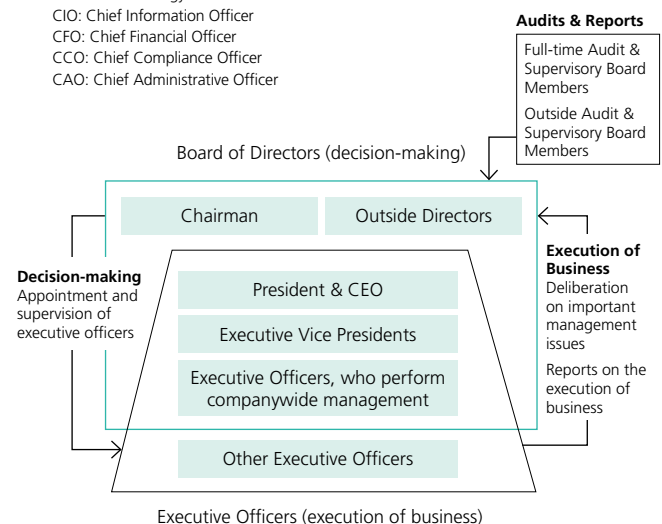 CIO: Chief Information Officer
CFO: Chief Financial Officer
CCO: Chief Compliance Officer
CAO: Chief Administrative Officer
Audits & Reports
Full-time Audit &
Supervisory Board
Members
Outside Audit &
Supervisory Board
Members
Board of Directors (decision-making)
Chairman
Outside Directors
Decision-making
Appointment and
supervision of
executive officers
President & CEO
Executive Vice Presidents
Executive Officers, who perform
companywide management
Other Executive Officers
Execution of
Business
Deliberation
on important
management
issues
Reports on the
execution of
business
Executive Officers (execution of business)